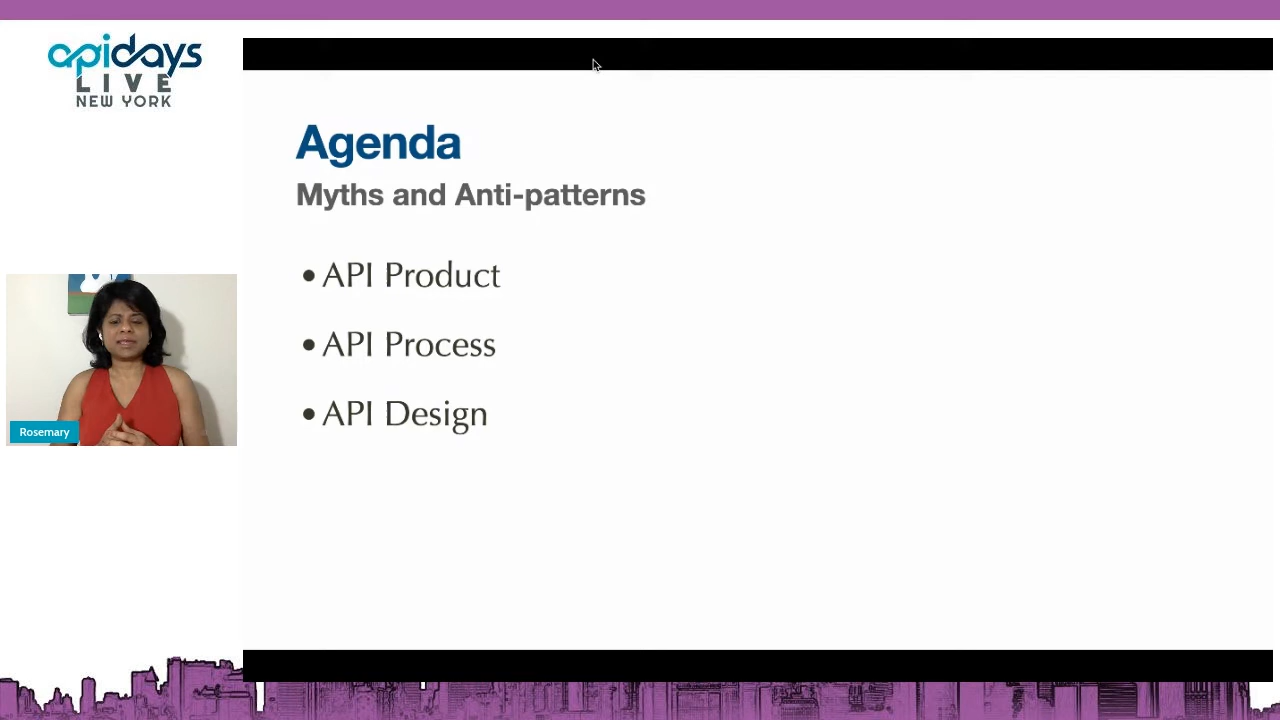 apidays
LIVE
NEW YORK
Agenda
Myths and Anti-patterns
• API Product
• API Process
• API Design
Rosemary